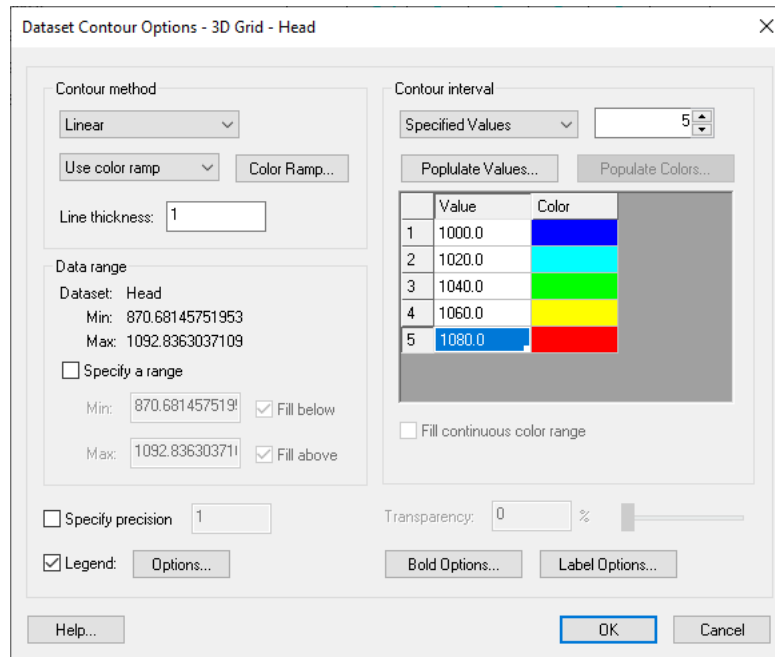 Dataset Contour Options - 3D Grid - Head
Contour method
Linear
Use color ramp
Color Ramp...
Line thickness: 1
Data range
Dataset: Head
Min: 870.68145751953
Max: 1092.8363037109
Specify a range
Min: 870.681457519
Fill below
Max: 1092.836303710
Fill above
Specify precision 1
Legend: Options...
Help...
Contour interval
Specified Values 5
Poplulate Values... Populate Colors...
Value Color
1 1000.0
2 1020.0
3 1040.0
4 1060.0
5 1080.0
Fill continuous color range
Transparency: 0 %
Bold Options... Label Options...
OK Cancel